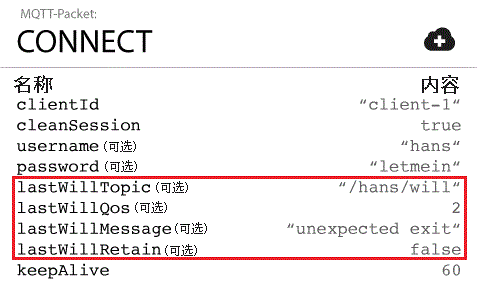 MQTT-Packet:
CONNECT
名称 内容
clientId “client-1“
cleanSession true
username(可选) “hans“
password(可选) “letmein“
lastWillTopic(可选) “/hans/will“
lastWillQos(可选) 2
lastWillMessage(可选) “unexpected exit“
lastWillRetain(可选) false
keepAlive 60